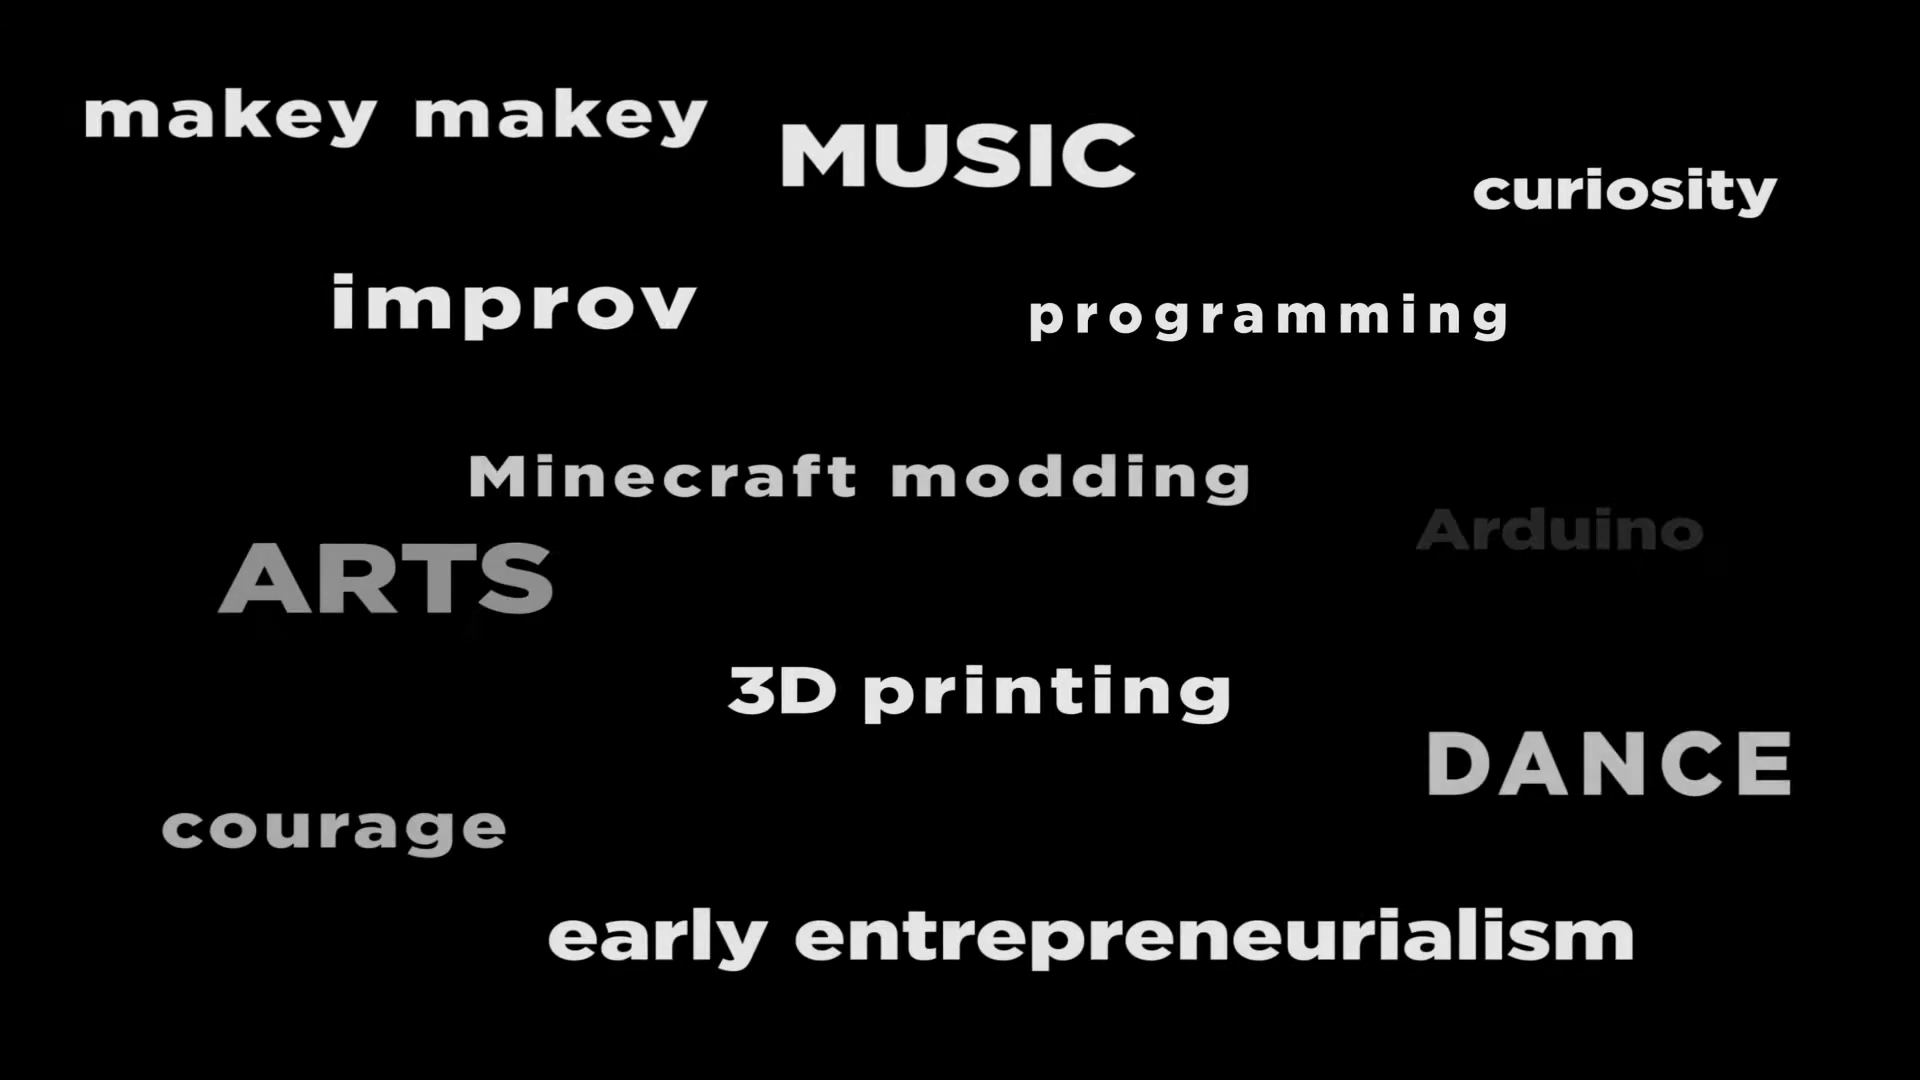 makey makey
MUSIC
curiosity
improv
programming
Minecraft modding
Arduino
ARTS
3D printing
DANCE
courage
early entrepreneurialism